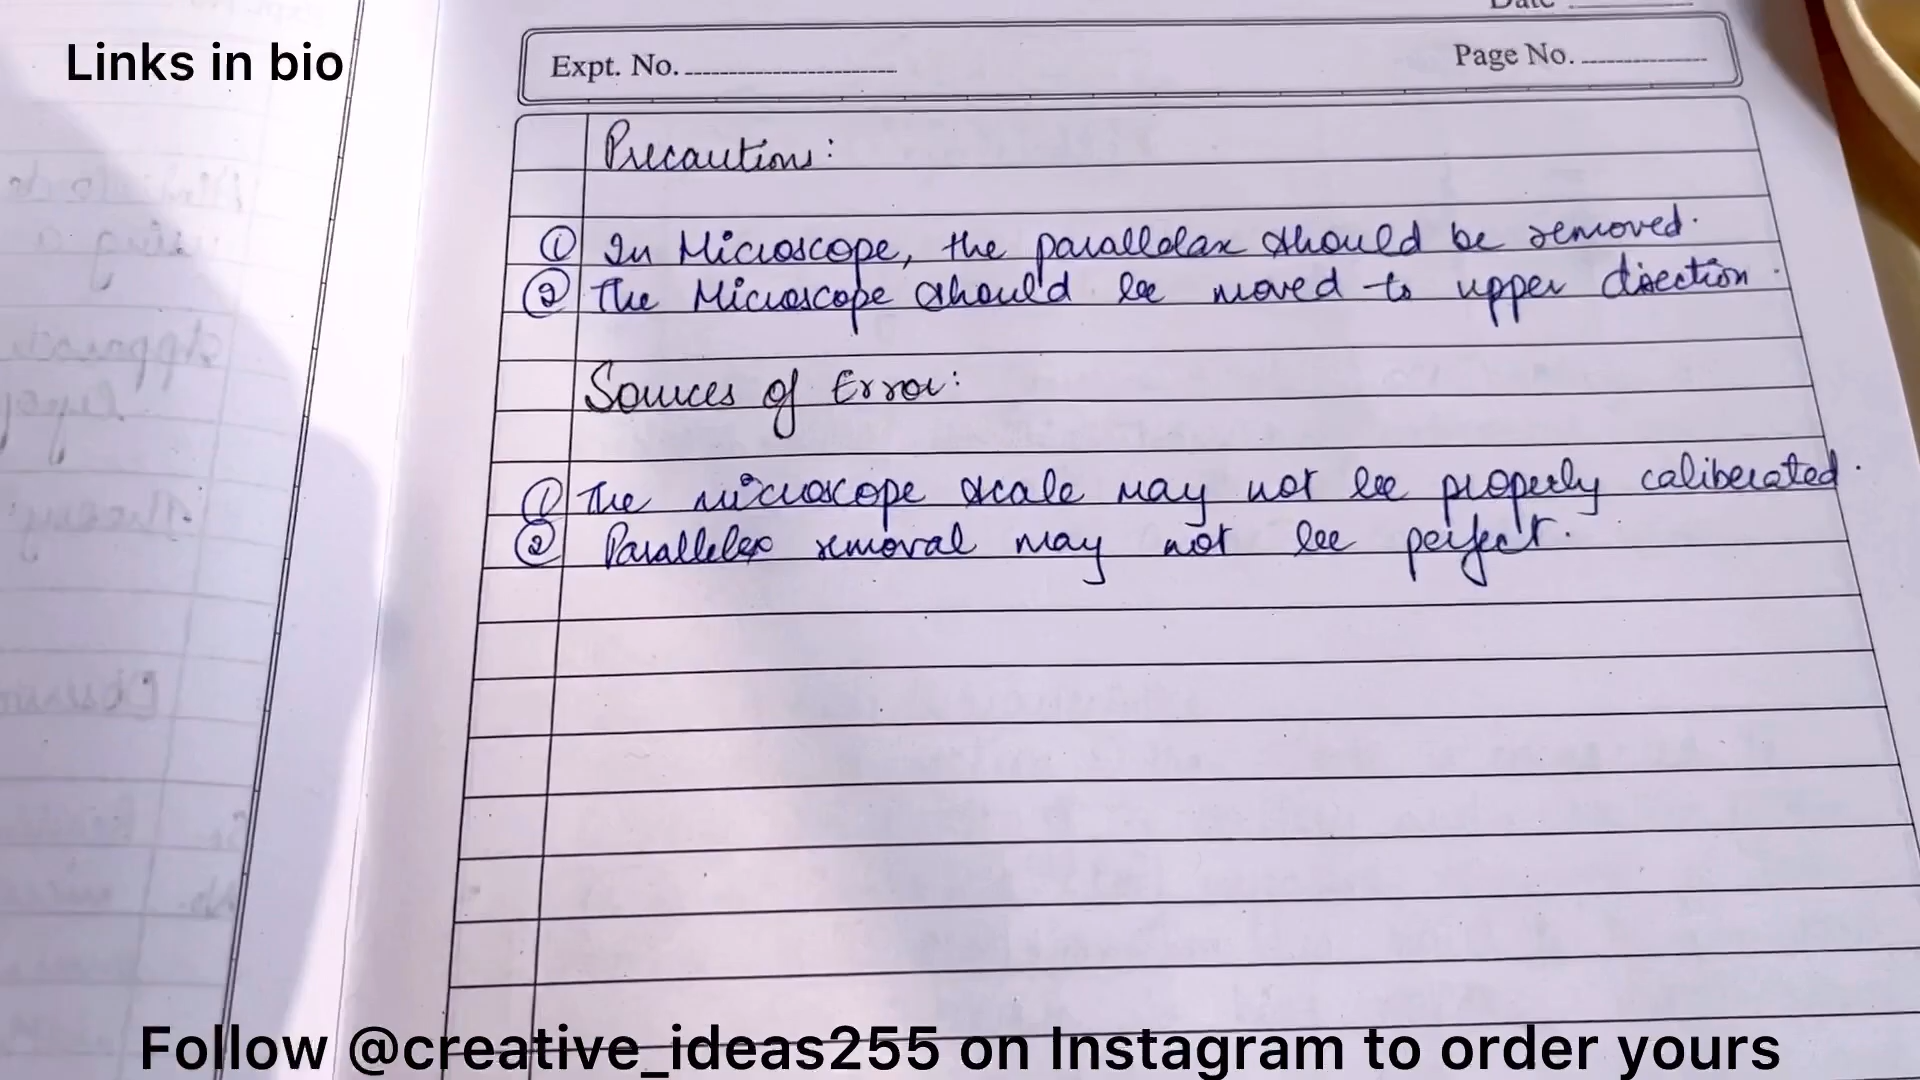 Date
Links in bio
Expt. No.
Page No.
Precautions:
① In Microscope, the parallolax should be removed.
② The Microscope should be moved to upper direction.
Sources of Error:
① The microscope scale may not be properly caliberated.
② Parallelax removal may not be perfect.
Follow @creative_ideas255 on Instagram to order yours